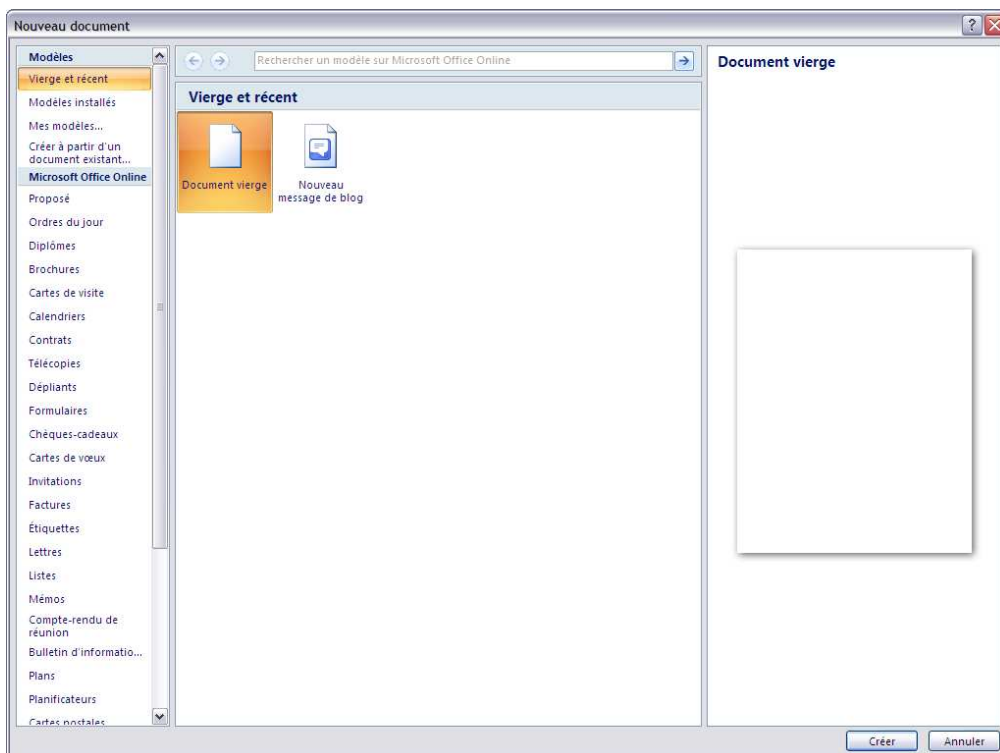 Nouveau document
?
Modèles
Vierge et récent
Modèles installés
Mes modèles...
Créer à partir d'un
document existant...
Microsoft Office Online
Proposé
Ordres du jour
Diplômes
Brochures
Cartes de visite
Calendriers
Contrats
Télécopies
Dépliants
Formulaires
Chèques-cadeaux
Cartes de vœux
Invitations
Factures
Étiquettes
Lettres
Listes
Mémos
Compte-rendu de
réunion
Bulletin d'informatio...
Plans
Planificateurs
Cartes postales
Rechercher un modèle sur Microsoft Office Online
Vierge et récent
Document vierge
Nouveau
message de blog
Document vierge
Créer
Annuler